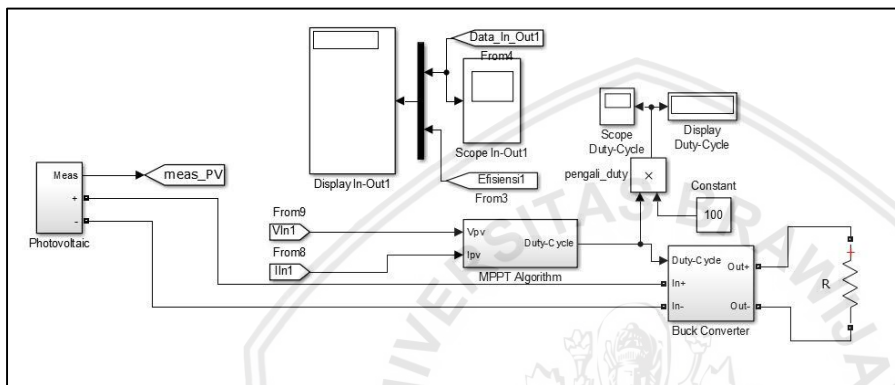 Data_In_Out1
From4
Scope In-Out1
Display In-Out1
Efisiensi1
From3
Scope
Duty-Cycle
Display
Duty-Cycle
pengali_duty
×
Constant
100
Meas
+
-
Photovoltaic
meas_PV
From9
VIn1
From8
IIn1
Vpv
Ipv
Duty-Cycle
MPPT Algorithm
Duty-Cycle
In+
In-
Out+
Out-
Buck Converter
+
R
IVERSITAS BRAWIJA